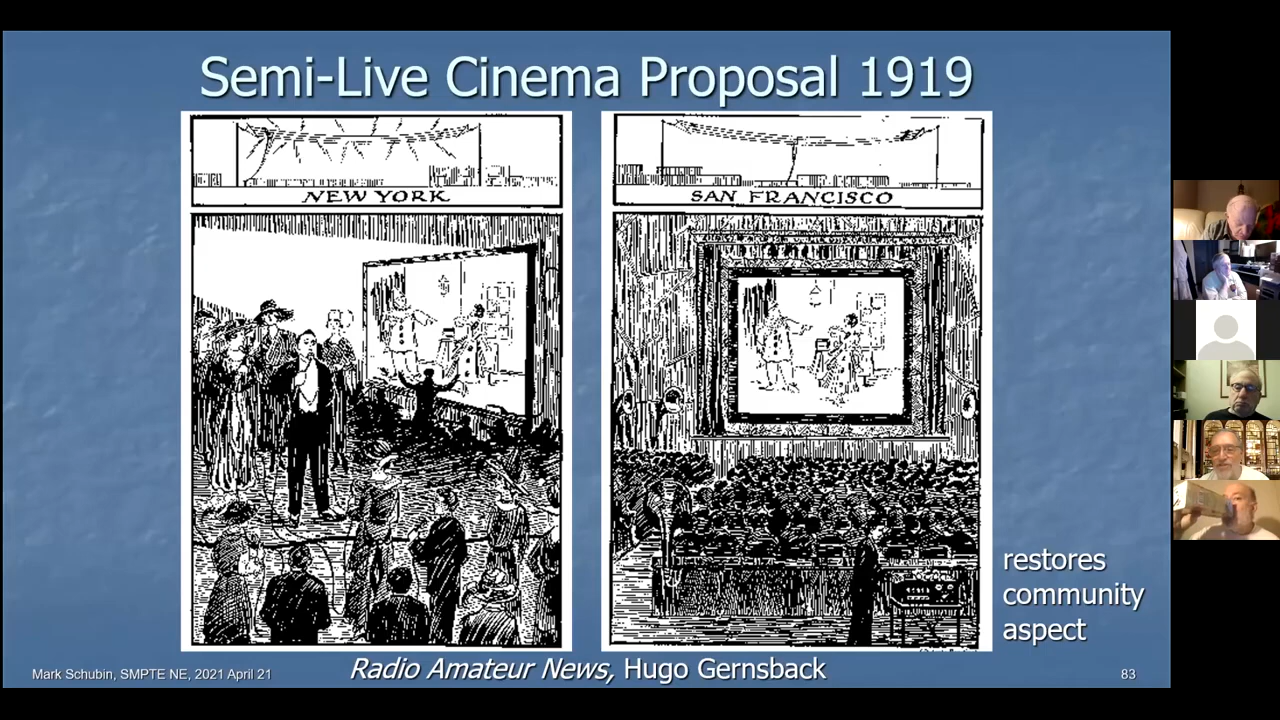 Semi-Live Cinema Proposal 1919
NEW YORK
SAN FRANCISCO
restores
community
aspect
Radio Amateur News, Hugo Gernsback
Mark Schubin, SMPTE NE, 2021 April 21
83